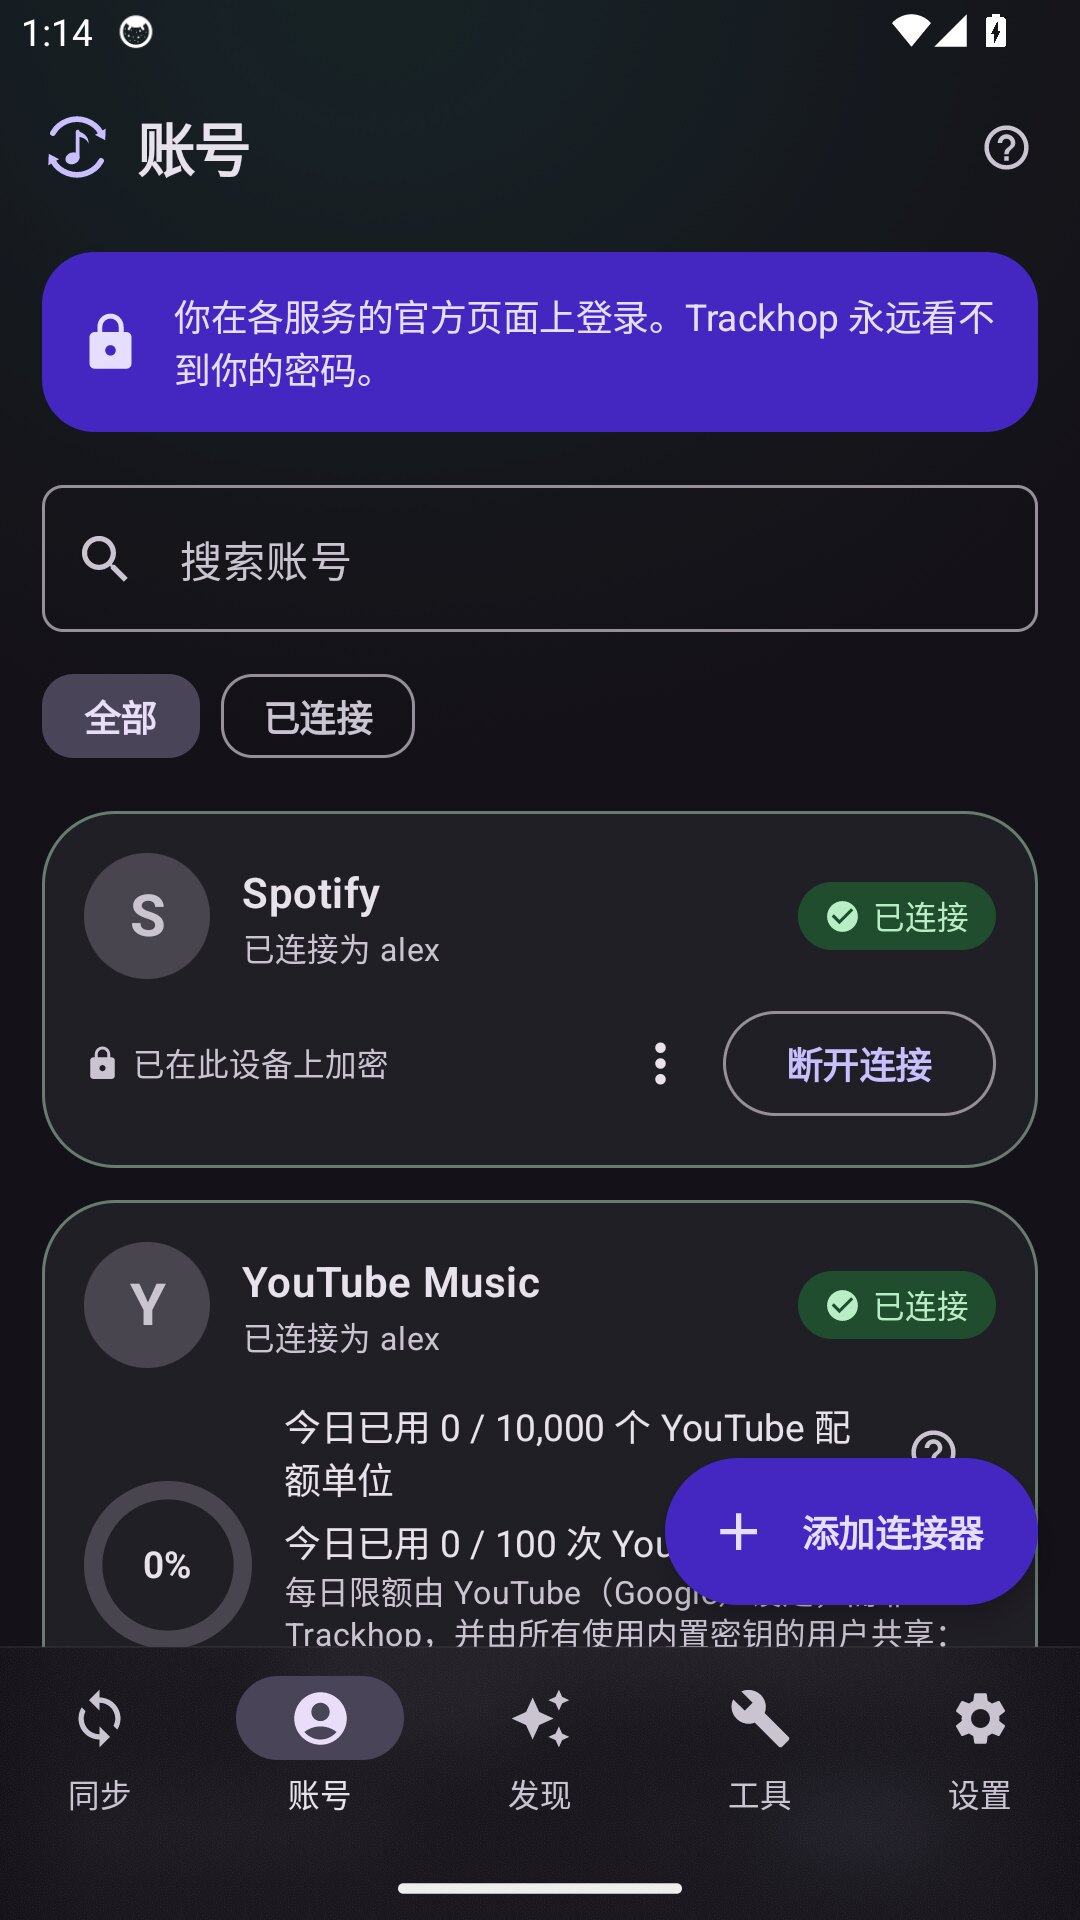 1:14
账号
你在各服务的官方页面上登录。Trackhop 永远看不
到你的密码。
搜索账号
全部
已连接
S
Spotify
已连接为 alex
已连接
已在此设备上加密
断开连接
Y
YouTube Music
已连接为 alex
已连接
今日已用 0 / 10,000 个 YouTube 配
额单位
0%
今日已用 0 / 100 次 You
每日限额由 YouTube（Google
Trackhop，并由所有使用内置密钥的用户共享：
添加连接器
同步
账号
发现
工具
设置